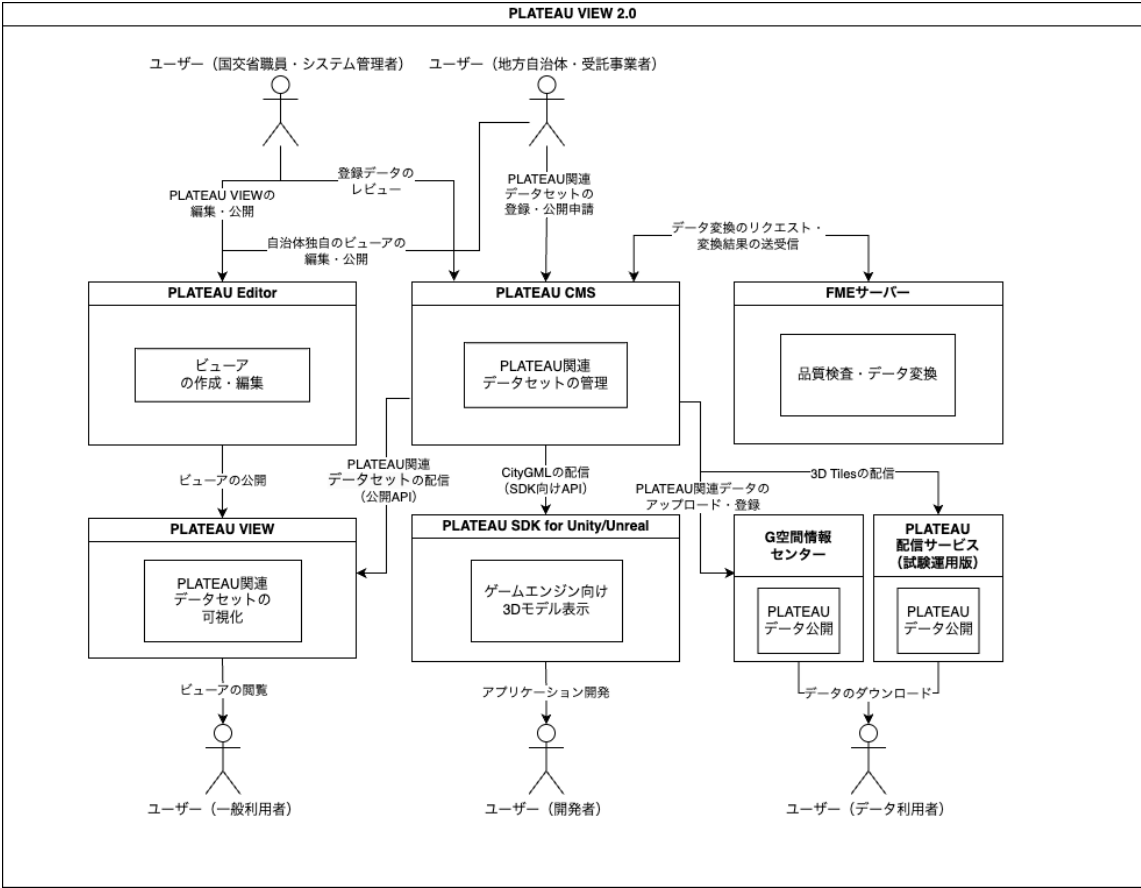 PLATEAU VIEW 2.0
ユーザー（国交省職員・システム管理者）
ユーザー（地方自治体・受託事業者）
登録データの
レビュー
PLATEAU VIEWの
編集・公開
PLATEAU関連
データセットの
登録・公開申請
自治体独自のビューアの
編集・公開
データ変換のリクエスト・
変換結果の送受信
PLATEAU Editor
ビューア
の作成・編集
PLATEAU CMS
PLATEAU関連
データセットの管理
FMEサーバー
品質検査・データ変換
ビューアの公開
PLATEAU関連
データセットの配信
（公開API）
CityGMLの配信
（SDK向けAPI）
PLATEAU関連データの
アップロード・登録
3D Tilesの配信
PLATEAU VIEW
PLATEAU関連
データセットの
可視化
PLATEAU SDK for Unity/Unreal
ゲームエンジン向け
3Dモデル表示
G空間情報
センター
PLATEAU
データ公開
PLATEAU
配信サービス
（試験運用版）
PLATEAU
データ公開
ビューアの閲覧
アプリケーション開発
データのダウンロード
ユーザー（一般利用者）
ユーザー（開発者）
ユーザー（データ利用者）